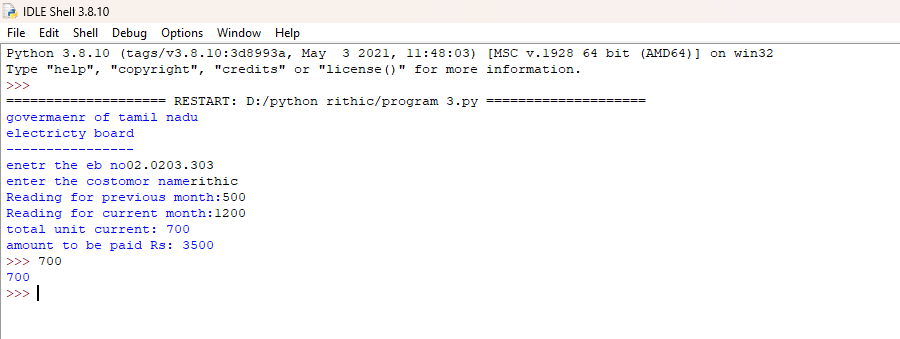 IDLE Shell 3.8.10
File Edit Shell Debug Options Window Help
Python 3.8.10 (tags/v3.8.10:3d8993a, May  3 2021, 11:48:03) [MSC v.1928 64 bit (AMD64)] on win32
Type "help", "copyright", "credits" or "license()" for more information.
>>>
==================== RESTART: D:/python rithic/program 3.py ====================
govermaenr of tamil nadu
electricty board
----------------
enetr the eb no02.0203.303
enter the costomor namerithic
Reading for previous month:500
Reading for current month:1200
total unit current: 700
amount to be paid Rs: 3500
>>> 700
700
>>>